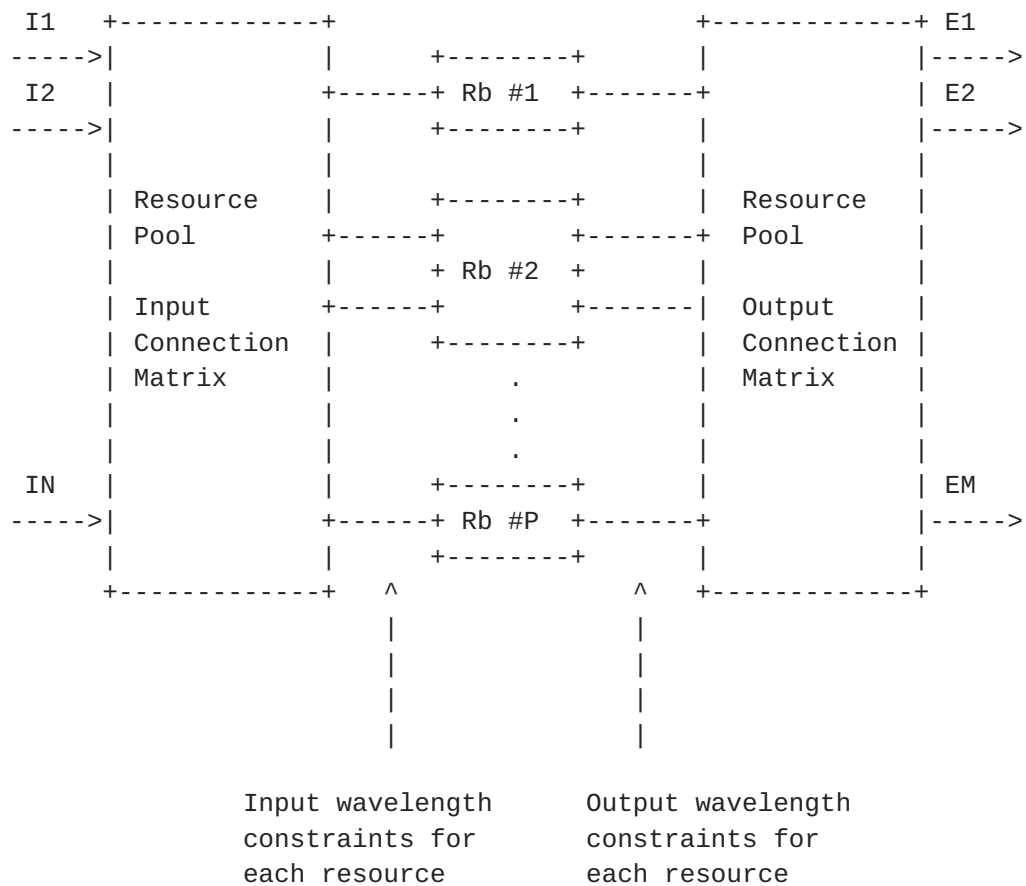 I1 E1
Rb #1
I2 E2
Resource Resource
Pool Pool
Rb #2
Input Output
Connection Connection
Matrix Matrix
.
.
.
IN EM
Rb #P
Input wavelength Output wavelength
constraints for constraints for
each resource each resource